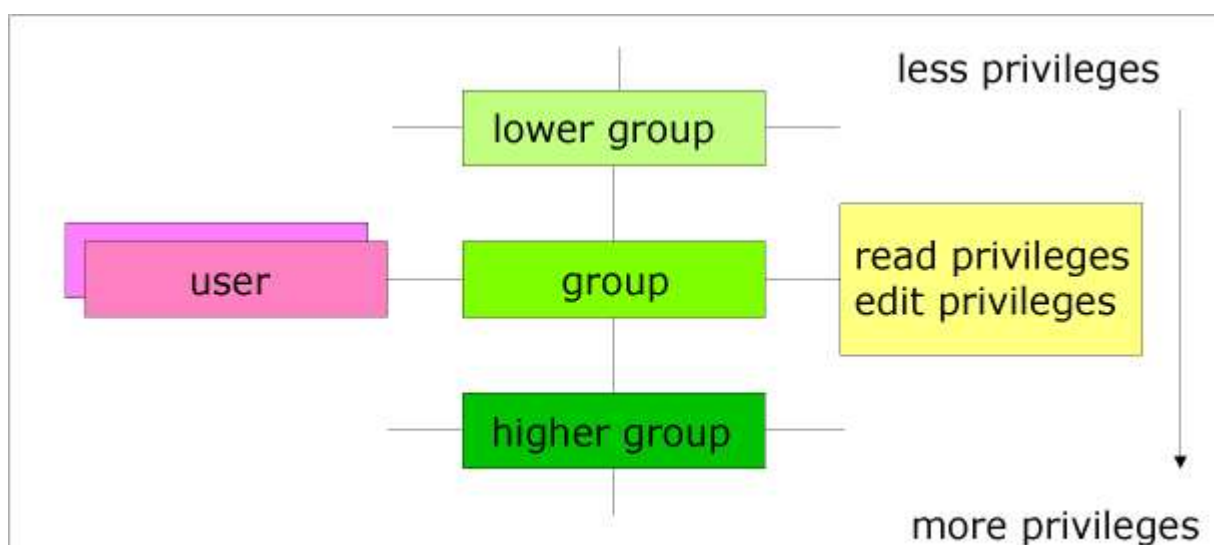 less privileges
lower group
user
group
read privileges
edit privileges
higher group
more privileges